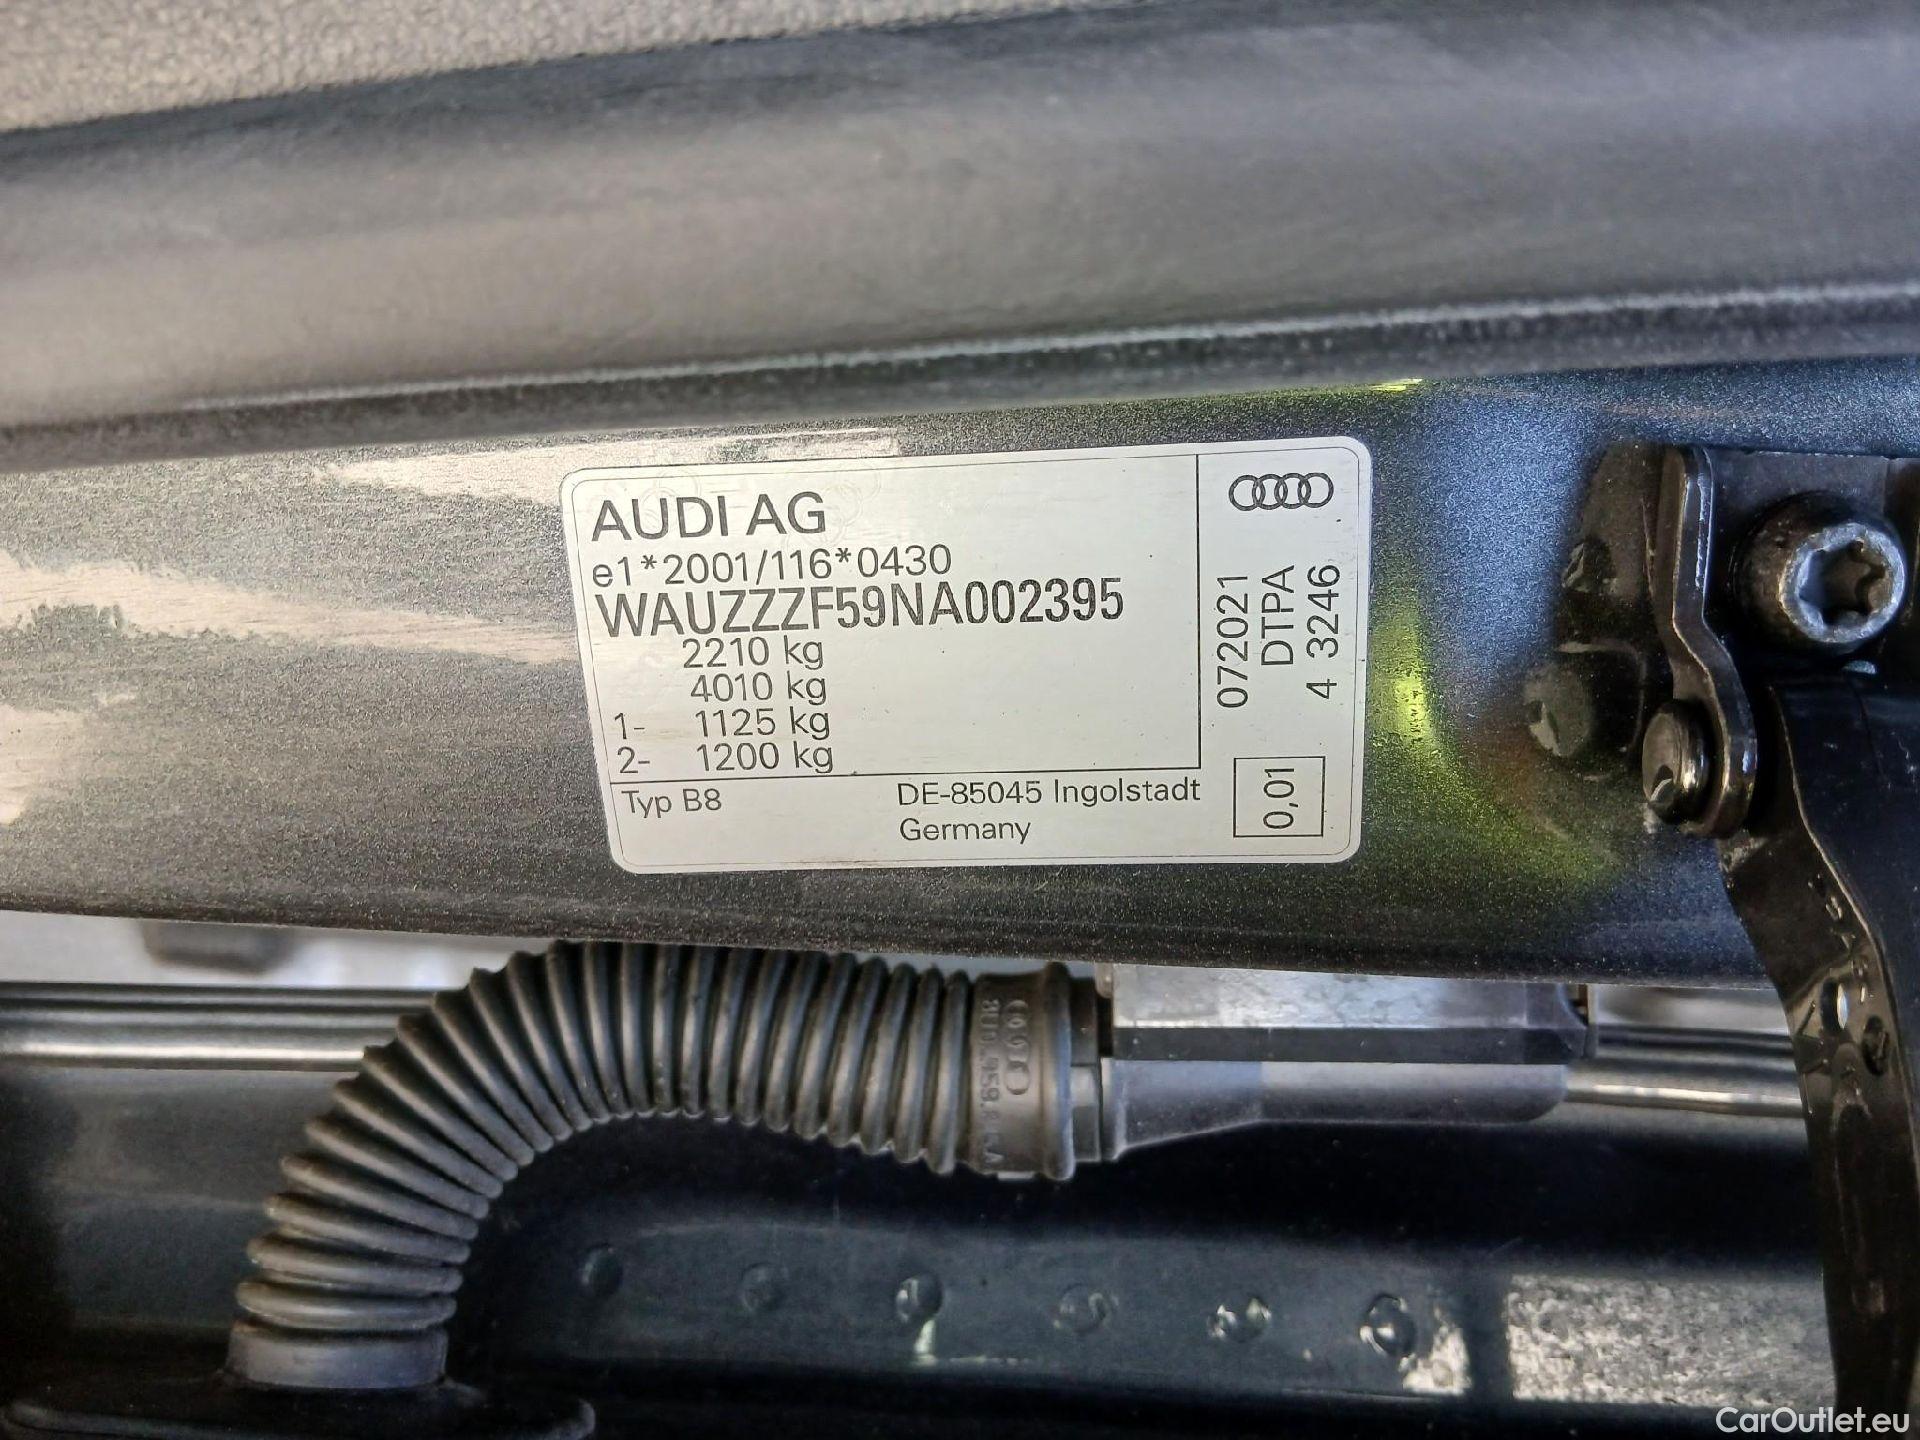 AUDI AG
e1*2001/116*0430
WAUZZZF59NA002395
2210 kg
4010 kg
1- 1125 kg
2- 1200 kg
Typ B8
DE-85045 Ingolstadt
Germany
072021
DTPA
4 3246
0,01
CarOutlet.eu